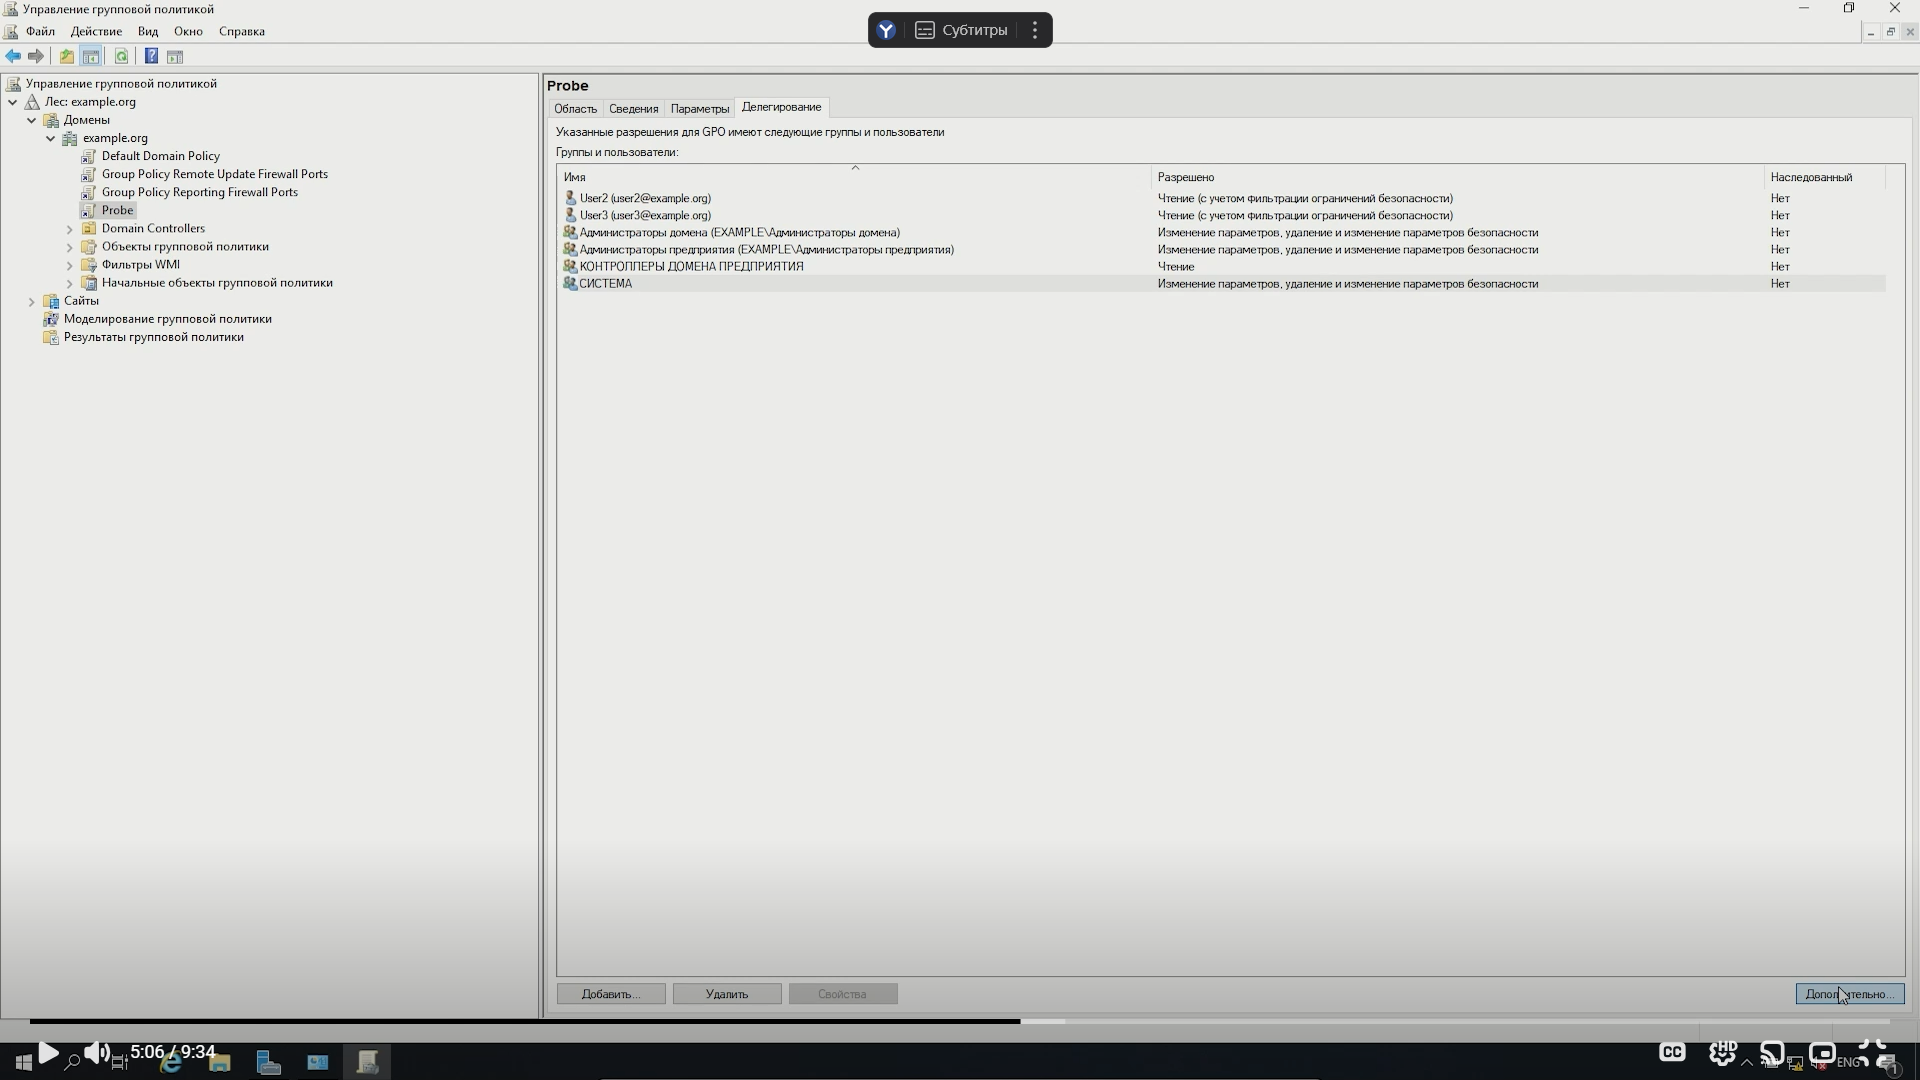 Управление групповой политикой
Файл Действие Вид Окно Справка
Субтитры
Управление групповой политикой
Лес: example.org
Домены
example.org
Default Domain Policy
Group Policy Remote Update Firewall Ports
Group Policy Reporting Firewall Ports
Probe
Domain Controllers
Объекты групповой политики
Фильтры WMI
Начальные объекты групповой политики
Сайты
Моделирование групповой политики
Результаты групповой политики
Probe
Область Сведения Параметры Делегирование
Указанные разрешения для GPO имеют следующие группы и пользователи
Группы и пользователи:
Имя Разрешено Наследованный
User2 (user2@example.org) Чтение (с учетом фильтрации ограничений безопасности) Нет
User3 (user3@example.org) Чтение (с учетом фильтрации ограничений безопасности) Нет
Администраторы домена (EXAMPLE\Администраторы домена) Изменение параметров, удаление и изменение параметров безопасности Нет
Администраторы предприятия (EXAMPLE\Администраторы предприятия) Изменение параметров, удаление и изменение параметров безопасности Нет
КОНТРОЛЛЕРЫ ДОМЕНА ПРЕДПРИЯТИЯ Чтение Нет
СИСТЕМА Изменение параметров, удаление и изменение параметров безопасности Нет
Добавить... Удалить Свойства
5:06 / 9:34 CC HD ENG 1